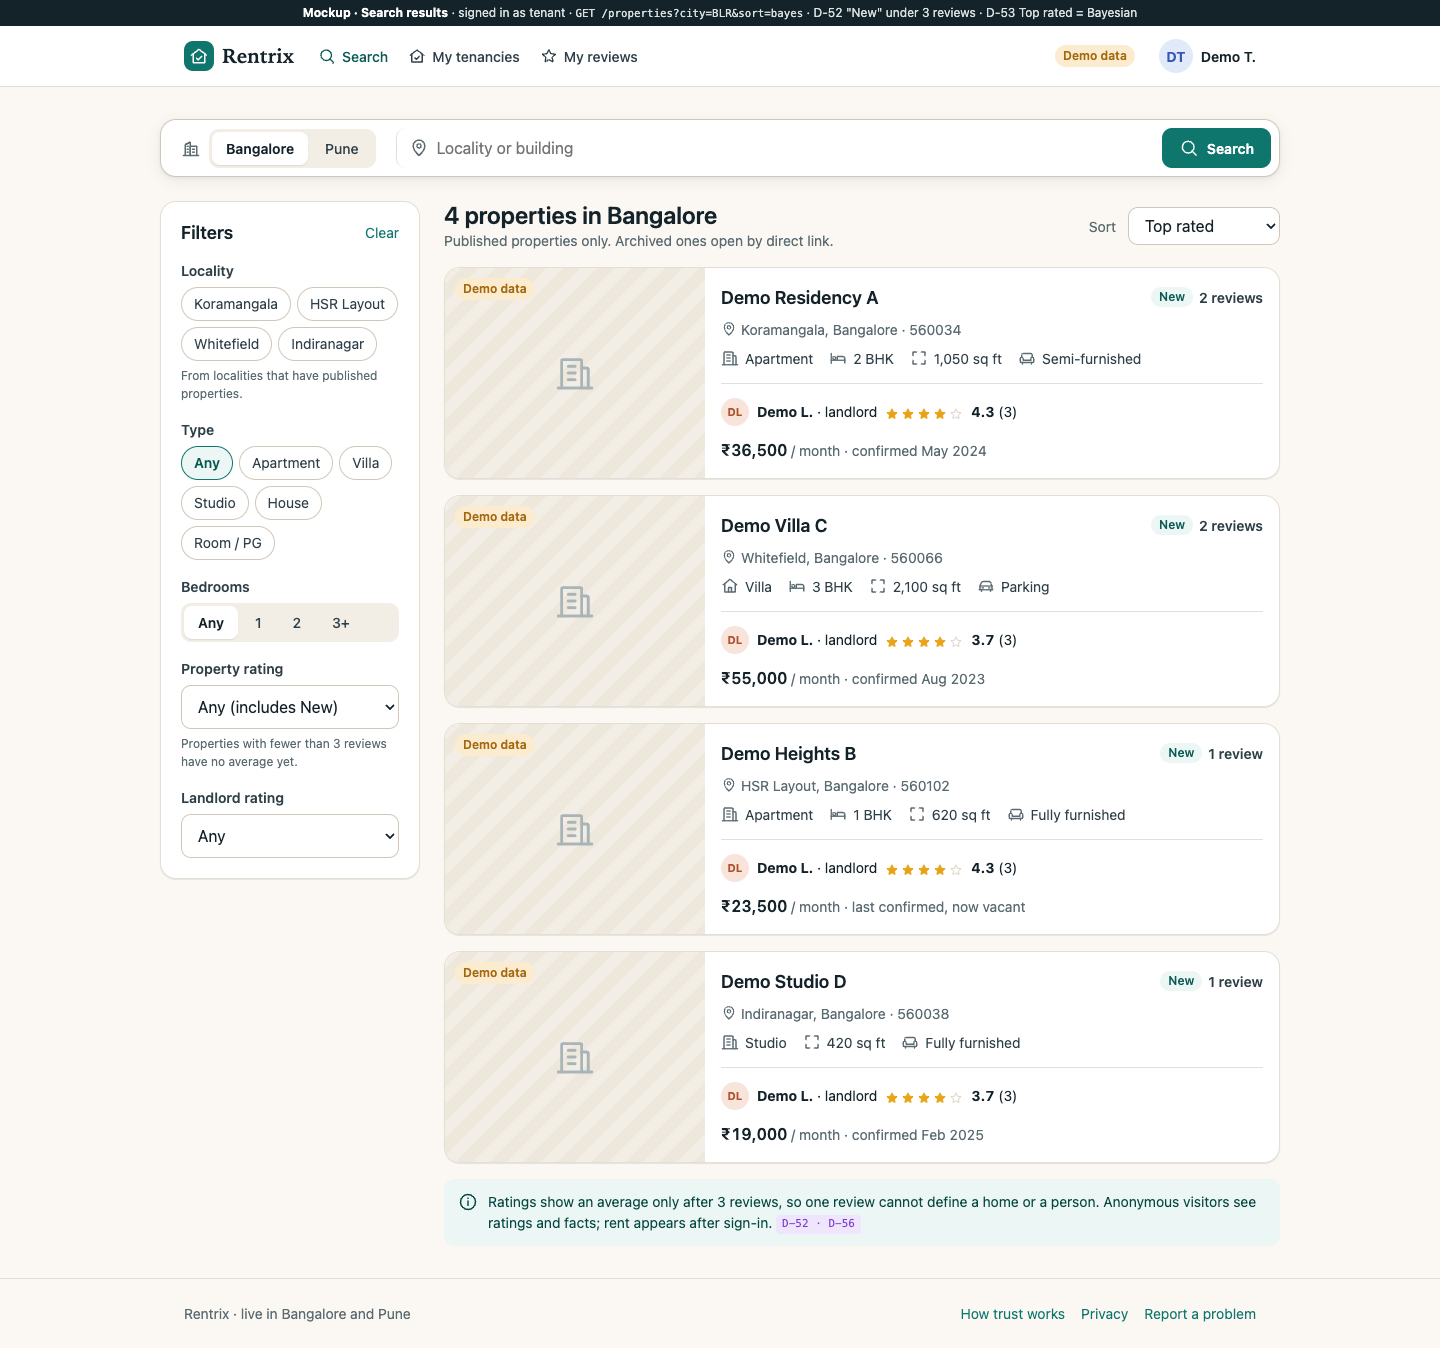 Mockup · Search results · signed in as tenant · GET /properties?city=BLR&sort=bayes · D-52 "New" under 3 reviews · D-53 Top rated = Bayesian
Rentrix
Search
My tenancies
My reviews
Demo data
DT
Demo T.
Bangalore
Pune
Locality or building
Search
Filters
Clear
Locality
Koramangala
HSR Layout
Whitefield
Indiranagar
From localities that have published
properties.
Type
Any
Apartment
Villa
Studio
House
Room / PG
Bedrooms
Any
1
2
3+
Property rating
Any (includes New)
Properties with fewer than 3 reviews
have no average yet.
Landlord rating
Any
4 properties in Bangalore
Published properties only. Archived ones open by direct link.
Sort
Top rated
Demo data
Demo Residency A
New 2 reviews
Koramangala, Bangalore · 560034
Apartment 2 BHK 1,050 sq ft Semi-furnished
DL Demo L. · landlord 4.3 (3)
₹36,500 / month · confirmed May 2024
Demo data
Demo Villa C
New 2 reviews
Whitefield, Bangalore · 560066
Villa 3 BHK 2,100 sq ft Parking
DL Demo L. · landlord 3.7 (3)
₹55,000 / month · confirmed Aug 2023
Demo data
Demo Heights B
New 1 review
HSR Layout, Bangalore · 560102
Apartment 1 BHK 620 sq ft Fully furnished
DL Demo L. · landlord 4.3 (3)
₹23,500 / month · last confirmed, now vacant
Demo data
Demo Studio D
New 1 review
Indiranagar, Bangalore · 560038
Studio 420 sq ft Fully furnished
DL Demo L. · landlord 3.7 (3)
₹19,000 / month · confirmed Feb 2025
Ratings show an average only after 3 reviews, so one review cannot define a home or a person. Anonymous visitors see
ratings and facts; rent appears after sign-in. D-52 · D-56
Rentrix · live in Bangalore and Pune
How trust works
Privacy
Report a problem